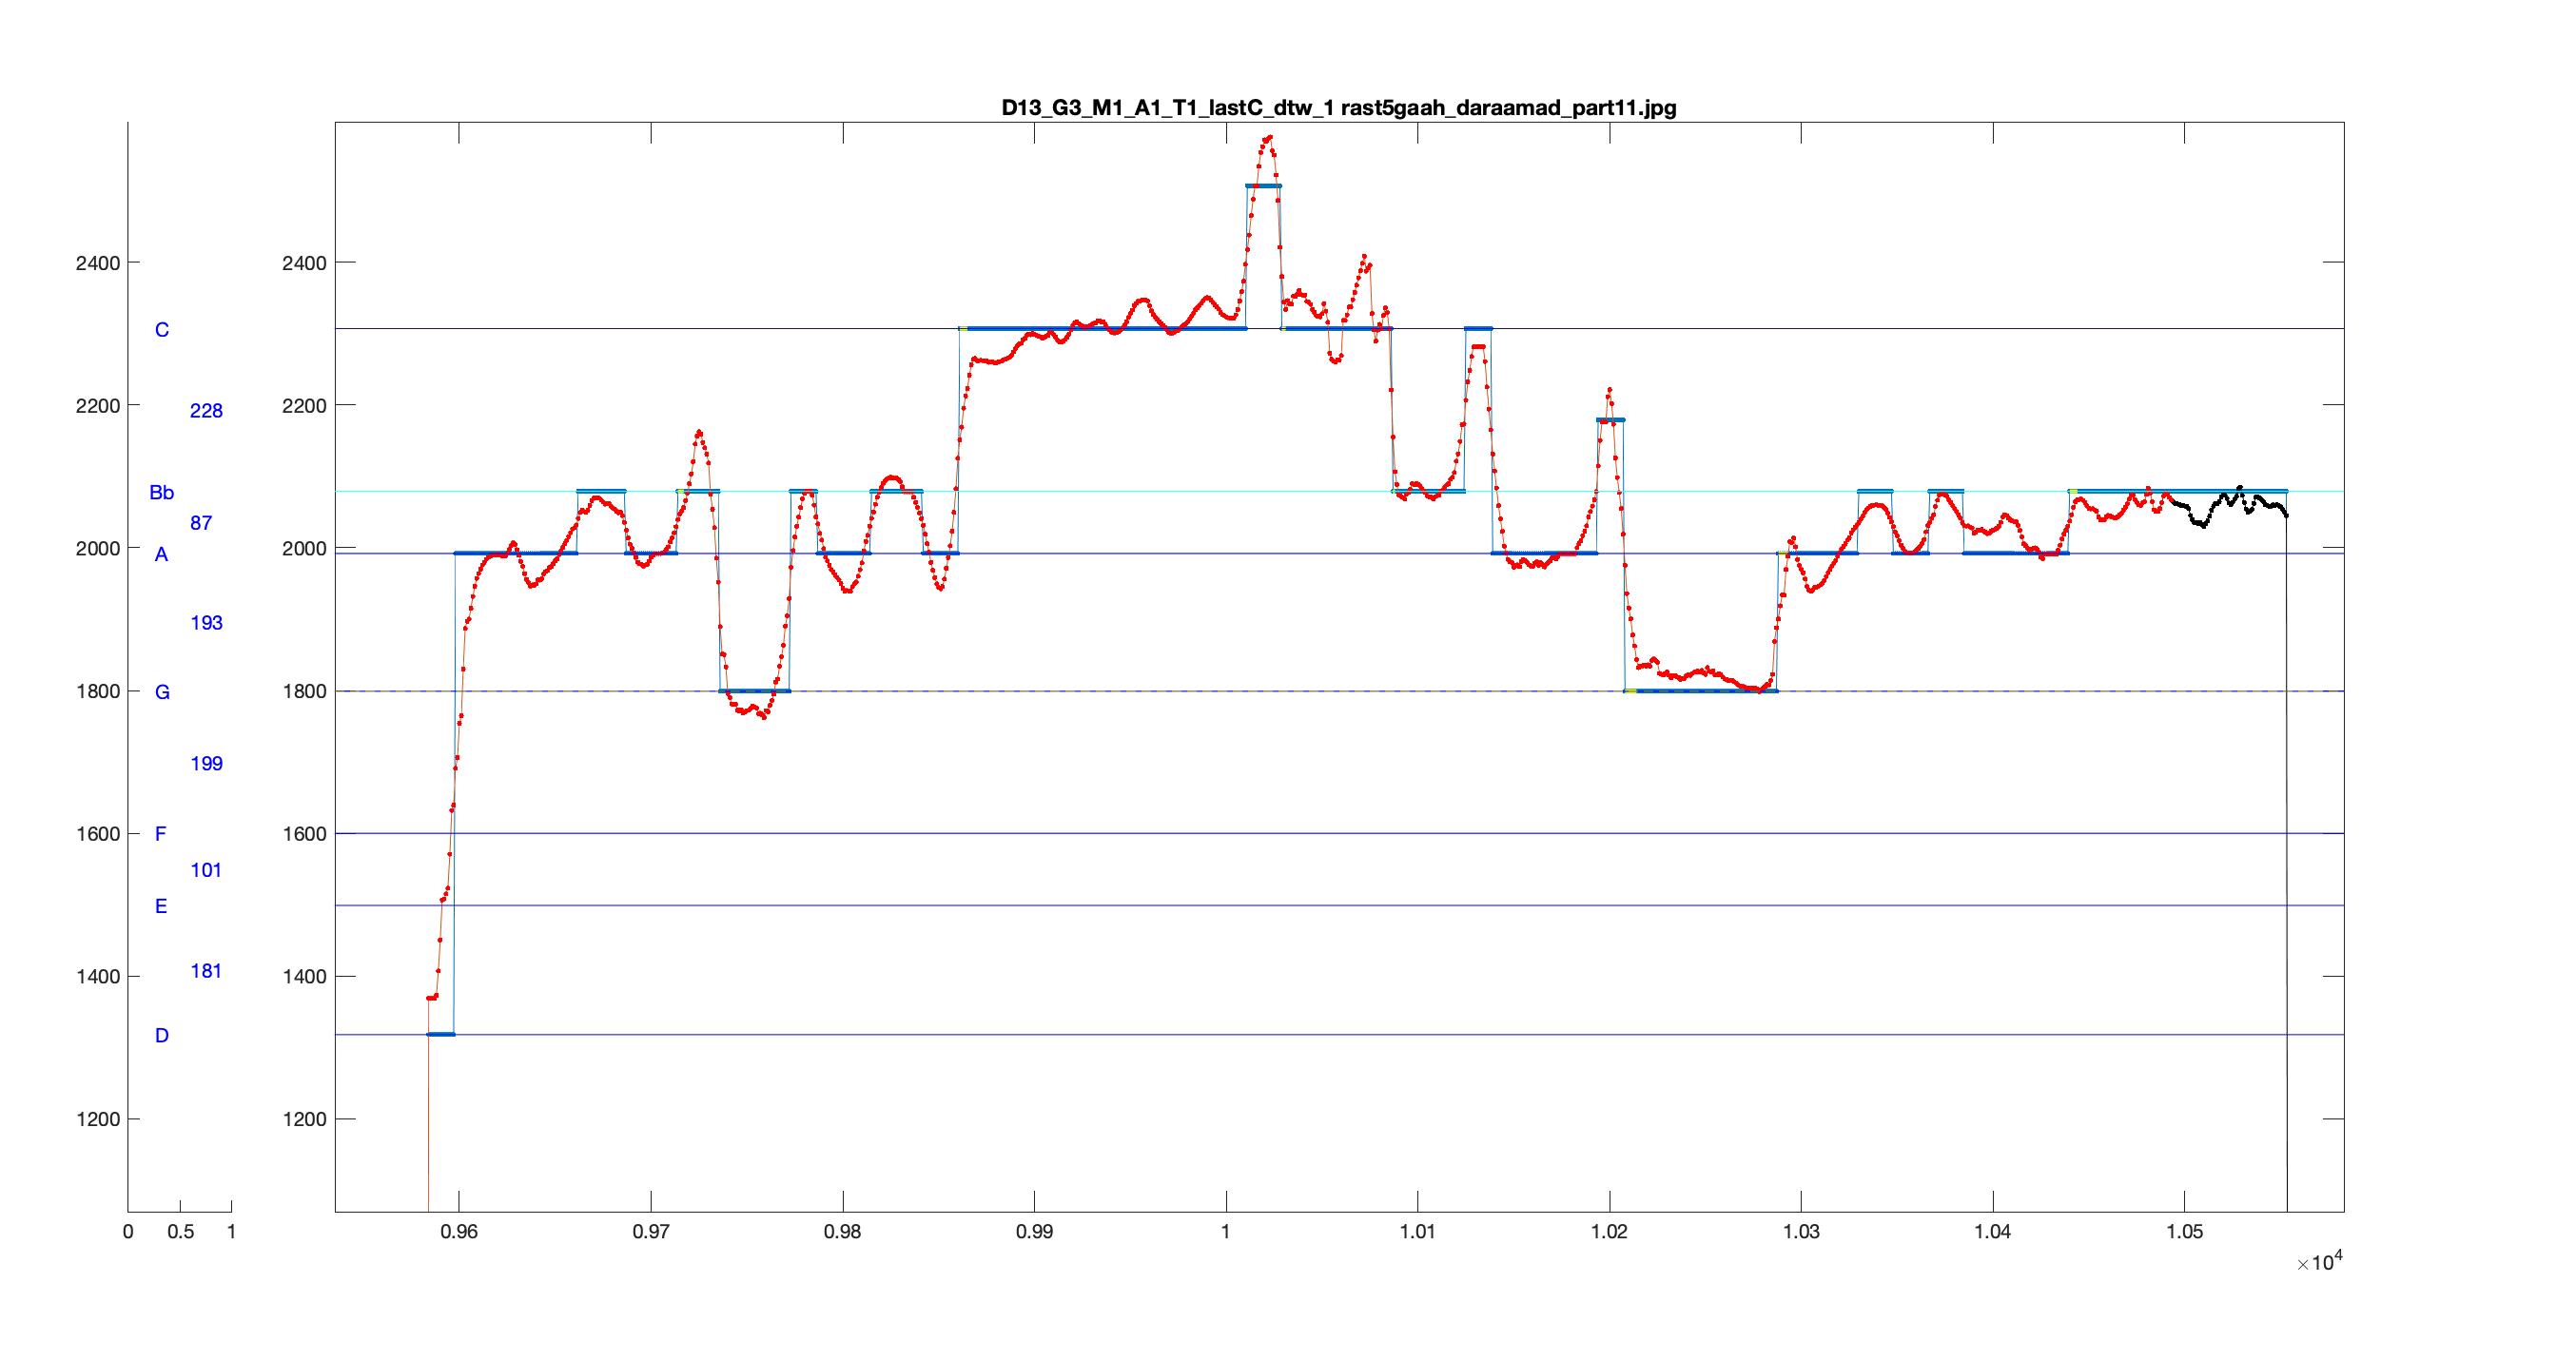 D13_G3_M1_A1_T1_lastC_dtw_1 rast5gaah_daraamad_part11.jpg
2400 2400
C
2200 228 2200
Bb
87
2000 A 2000
193
1800 G 1800
199
1600 F 1600
101
E
1400 181 1400
D
1200 1200
0 0.5 1 0.96 0.97 0.98 0.99 1 1.01 1.02 1.03 1.04 1.05
×10⁴